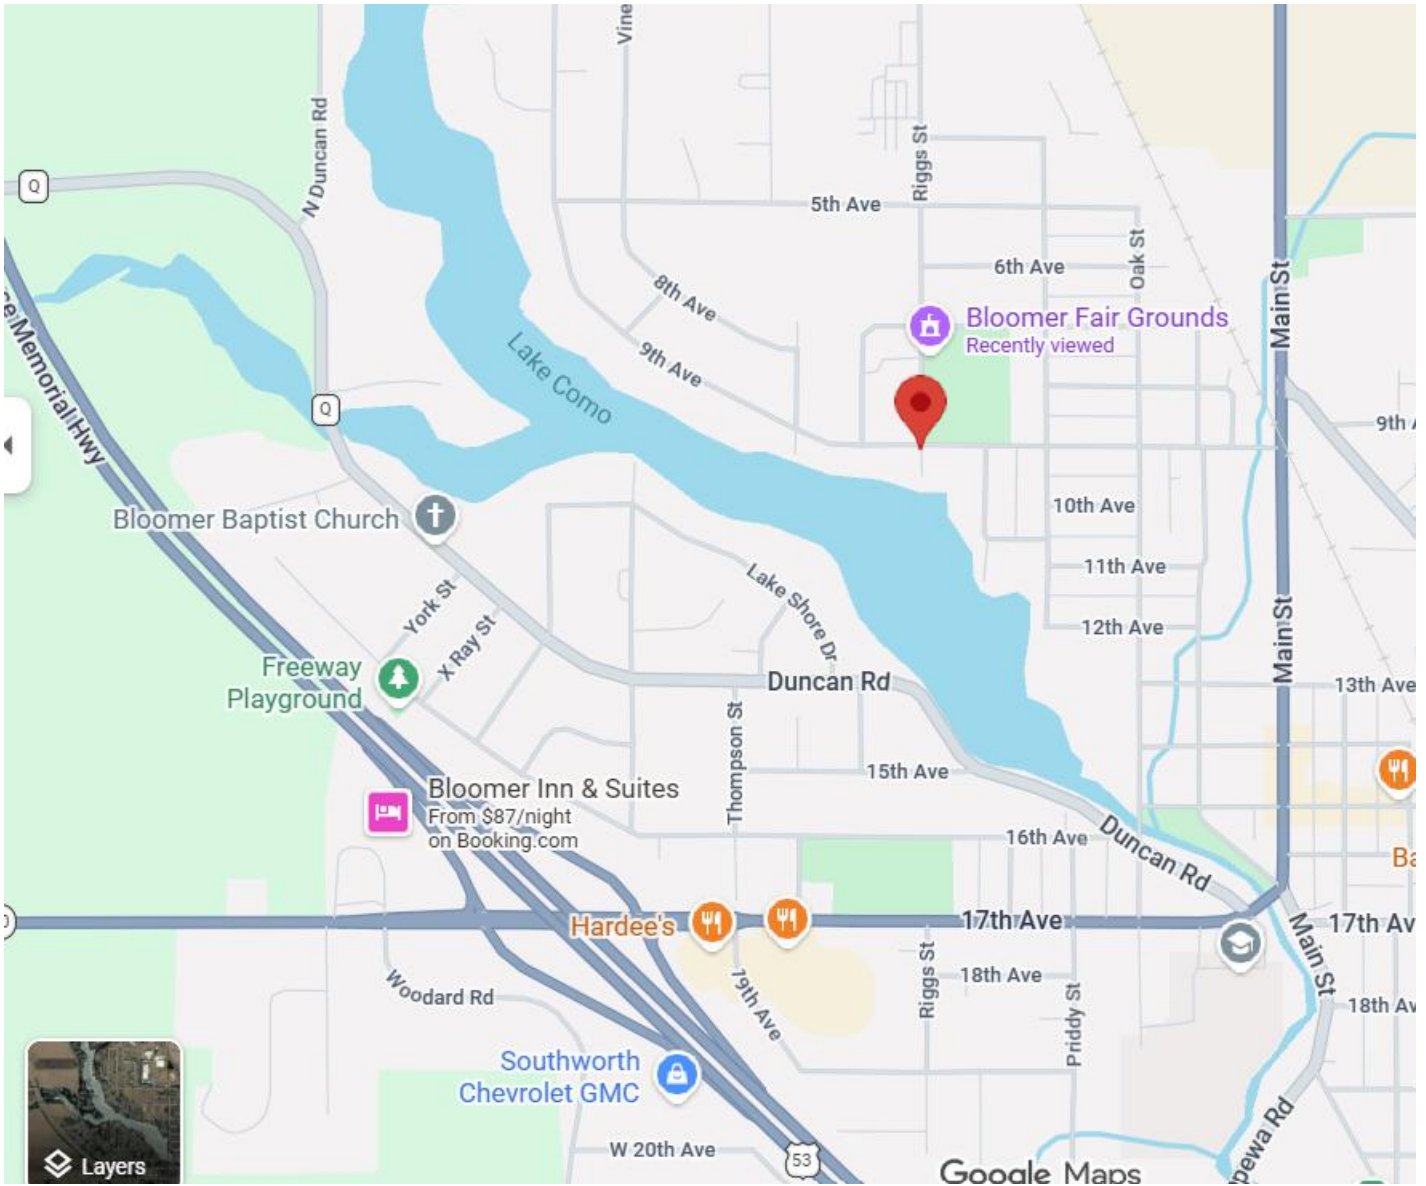 Vine
N Duncan Rd
Q
Riggs St
5th Ave
Oak St
6th Ave
Main St
8th Ave
Bloomer Fair Grounds
Recently viewed
Lake Como
9th Ave
Memorial Hwy
Q
9th A
Bloomer Baptist Church
10th Ave
11th Ave
Lake Shore Dr
York St
X Ray St
12th Ave
Main St
Freeway
Playground
Duncan Rd
13th Ave
Thompson St
15th Ave
Bloomer Inn & Suites
From $87/night
on Booking.com
16th Ave
Duncan Rd
Ba
Hardee's
17th Ave
17th Av
Main St
Riggs St
18th Ave
Woodard Rd
19th Ave
Priddy St
18th Av
Southworth
Chevrolet GMC
W 20th Ave
53
pewa Rd
Layers
Google Maps